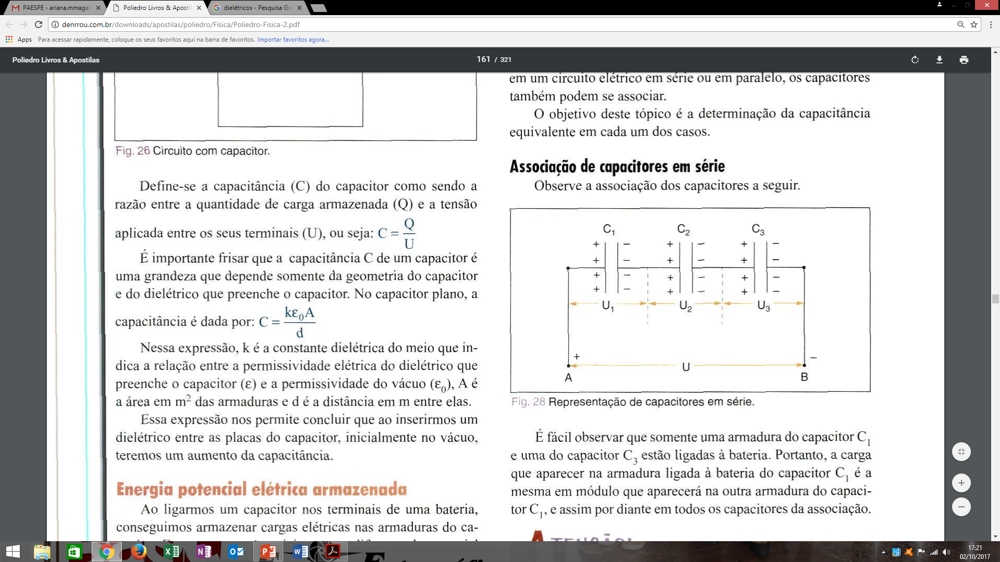 PAESPE - ariana.mmagal
Poliedro Livros & Aposti
dielétricos - Pesquisa Go
denrrou.com.br/downloads/apostilas/poliedro/Física/Poliedro-Fisica-2.pdf
Apps Para acessar rapidamente, coloque os seus favoritos aqui na barra de favoritos. Importar favoritos agora...
Poliedro Livros & Apostilas
161 / 321
Fig. 26 Circuito com capacitor.
Define-se a capacitância (C) do capacitor como sendo a
razão entre a quantidade de carga armazenada (Q) e a tensão
aplicada entre os seus terminais (U), ou seja: C = Q/U
É importante frisar que a capacitância C de um capacitor é
uma grandeza que depende somente da geometria do capacitor
e do dielétrico que preenche o capacitor. No capacitor plano, a
capacitância é dada por: C = kε₀A/d
Nessa expressão, k é a constante dielétrica do meio que in-
dica a relação entre a permissividade elétrica do dielétrico que
preenche o capacitor (ε) e a permissividade do vácuo (ε₀), A é
a área em m² das armaduras e d é a distância em m entre elas.
Essa expressão nos permite concluir que ao inserirmos um
dielétrico entre as placas do capacitor, inicialmente no vácuo,
teremos um aumento da capacitância.
Energia potencial elétrica armazenada
Ao ligarmos um capacitor nos terminais de uma bateria,
conseguimos armazenar cargas elétricas nas armaduras do ca-
em um circuito elétrico em série ou em paralelo, os capacitores
também podem se associar.
O objetivo deste tópico é a determinação da capacitância
equivalente em cada um dos casos.
Associação de capacitores em série
Observe a associação dos capacitores a seguir.
C₁ C₂ C₃
+ − + − + −
+ − + − + −
+ − + − + −
+ − + − + −
U₁ U₂ U₃
+ −
U
A B
Fig. 28 Representação de capacitores em série.
É fácil observar que somente uma armadura do capacitor C₁
e uma do capacitor C₃ estão ligadas à bateria. Portanto, a carga
que aparecer na armadura ligada à bateria do capacitor C₁ é a
mesma em módulo que aparecerá na outra armadura do capaci-
tor C₁, e assim por diante em todos os capacitores da associação.
ATENÇÃO!
17:21
02/10/2017